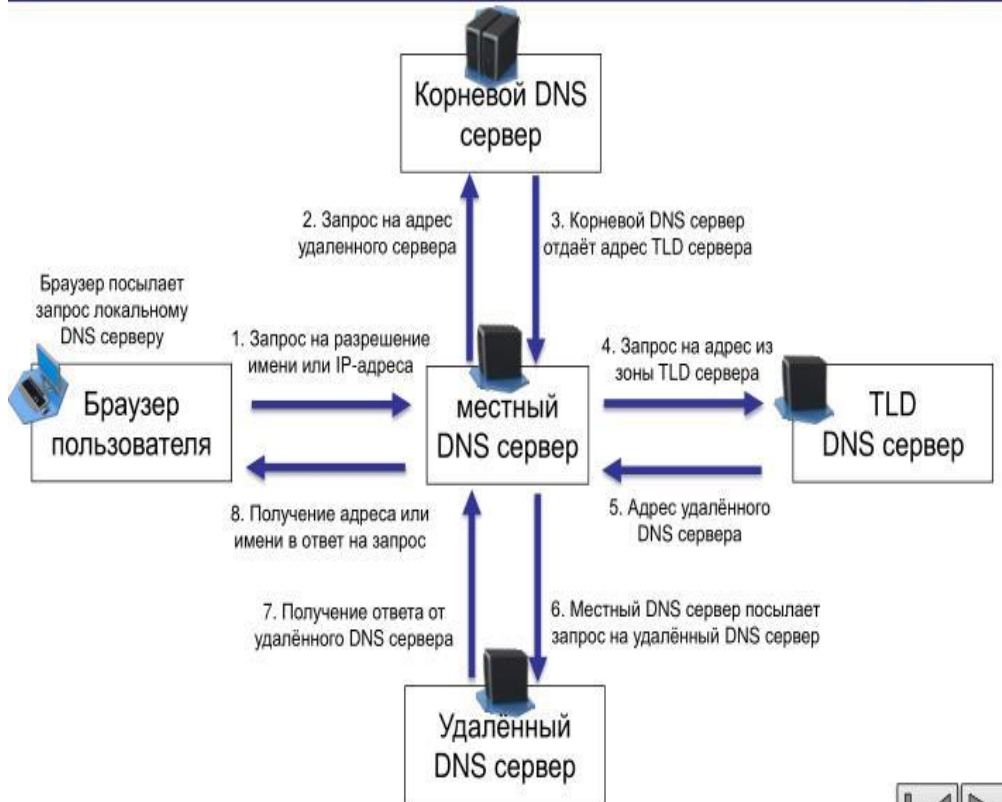 Корневой DNS
сервер
2. Запрос на адрес
удаленного сервера
3. Корневой DNS сервер
отдаёт адрес TLD сервера
Браузер посылает
запрос локальному
DNS серверу
1. Запрос на разрешение
имени или IP-адреса
4. Запрос на адрес из
зоны TLD сервера
Браузер
пользователя
местный
DNS сервер
TLD
DNS сервер
8. Получение адреса или
имени в ответ на запрос
5. Адрес удалённого
DNS сервера
7. Получение ответа от
удалённого DNS сервера
6. Местный DNS сервер посылает
запрос на удалённый DNS сервер
Удалённый
DNS сервер